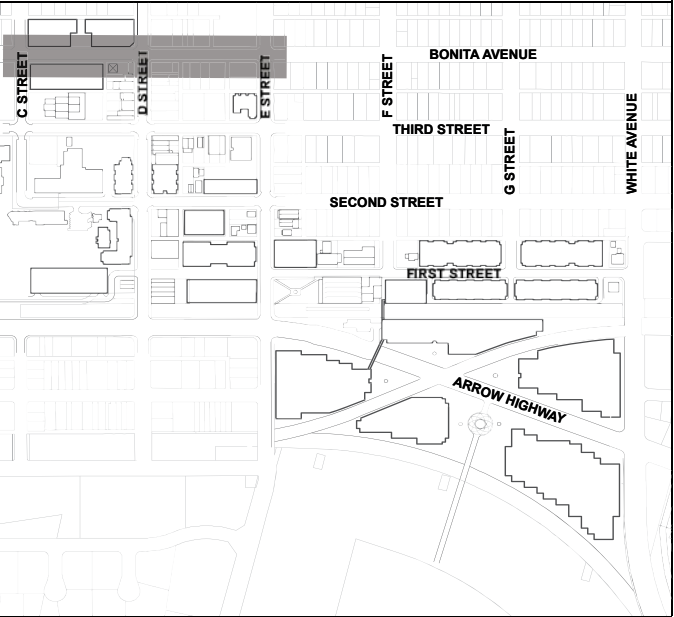 BONITA AVENUE
C STREET
D STREET
E STREET
F STREET
THIRD STREET
G STREET
WHITE AVENUE
SECOND STREET
FIRST STREET
ARROW HIGHWAY